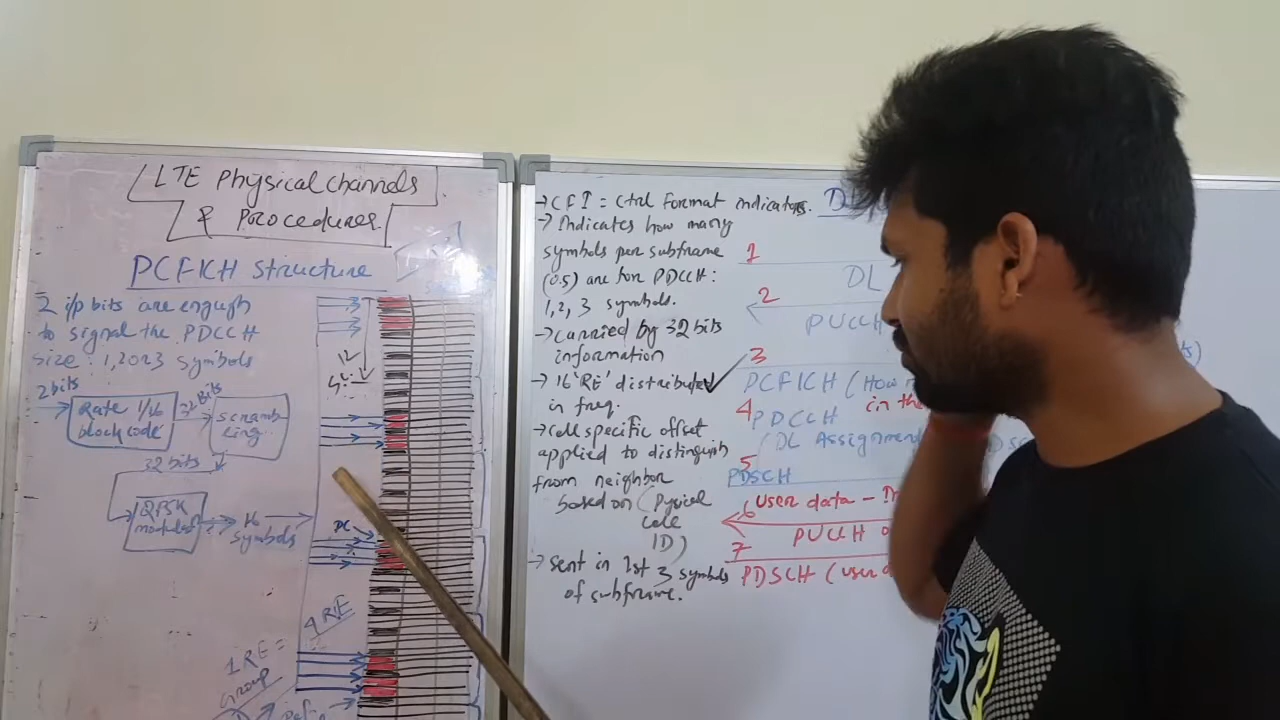 LTE Physical Channels
& Procedures.
PCFICH Structure
2 i/p bits are enough
to signal the PDCCH
size : 1, 2 or 3 symbols
2 bits
Rate 1/16
block code
32 Bits
scramb-
ling..
32 bits
QPSK
16
symbols
4 RE
1 RE =
Group
→ CFI = Ctrl Format indicators.
→ Indicates how many
symbols per subframe
(0.5) are for PDCCH:
1, 2, 3 symbols.
→ carried by 32 bits
information
→ 16 'RE' distributed
in freq.
→ cell specific offset
applied to distinguish
from neighbor
based on (Pysical
cell
ID)
→ sent in 1st 3 symbols
of subframe.
1
DL
2
PUCCH
3
PCFICH (How
in the
4
PDCCH
(DL Assignment
5
PDSCH
6 user data -
PUCCH
7
PDSCH (user